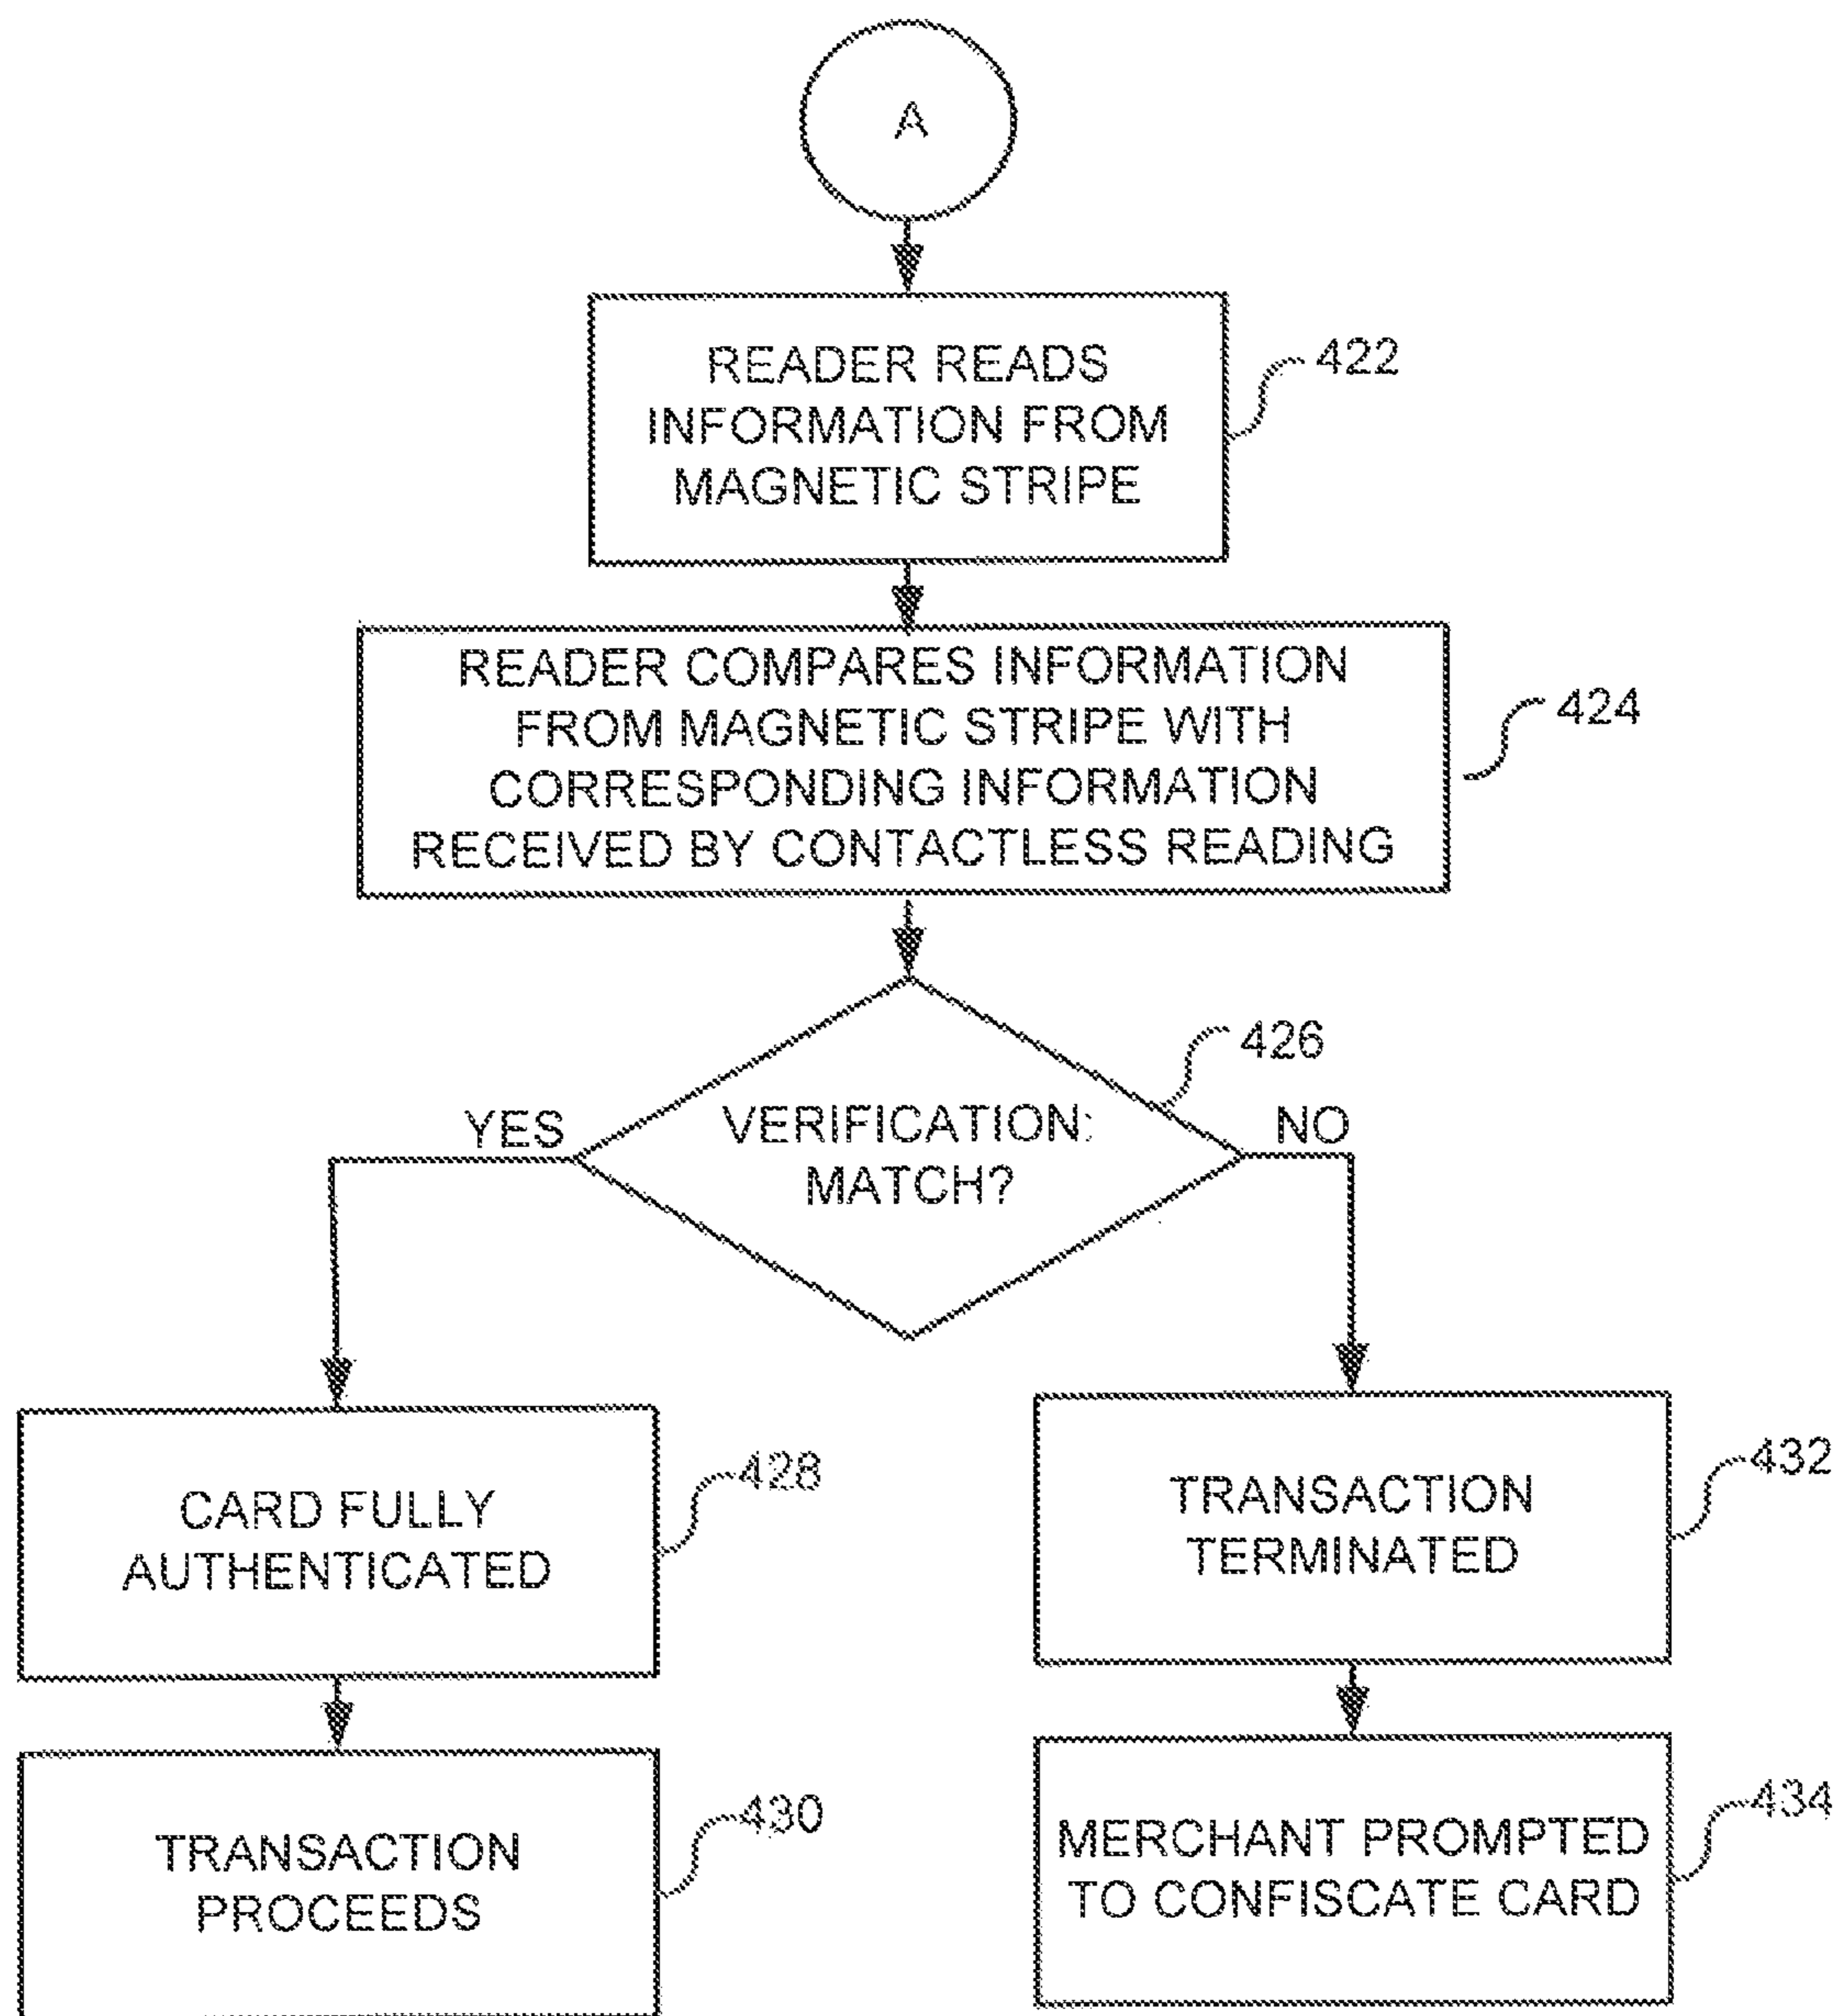 A
READER READS
INFORMATION FROM
MAGNETIC STRIPE
422
READER COMPARES INFORMATION
FROM MAGNETIC STRIPE WITH
CORRESPONDING INFORMATION
RECEIVED BY CONTACTLESS READING
424
426
YES
VERIFICATION:
MATCH?
NO
CARD FULLY
AUTHENTICATED
428
TRANSACTION
TERMINATED
432
TRANSACTION
PROCEEDS
430
MERCHANT PROMPTED
TO CONFISCATE CARD
434